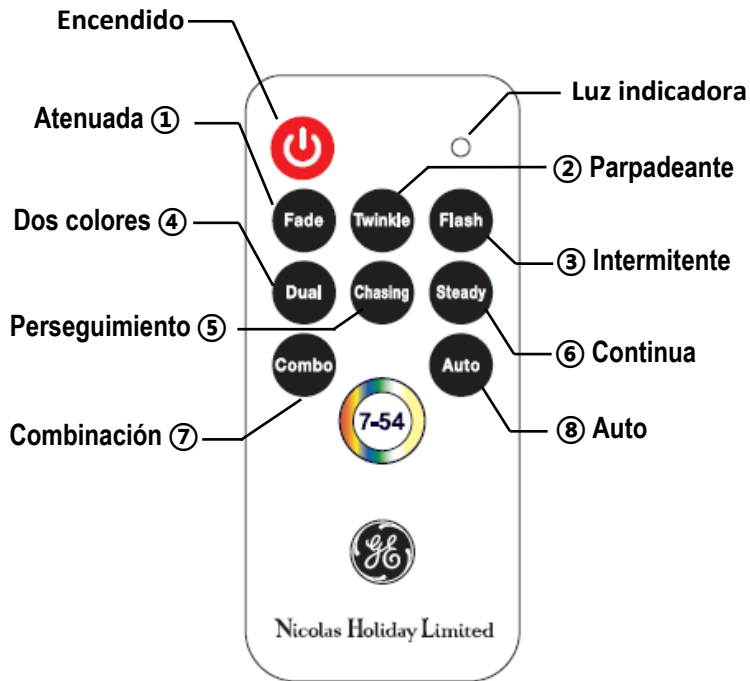 Encendido
Luz indicadora
Atenuada ①
② Parpadeante
Fade Twinkle Flash
Dos colores ④
③ Intermitente
Dual Chasing Steady
Perseguimiento ⑤
⑥ Continua
Combo Auto
7-54
Combinación ⑦
⑧ Auto
GE
Nicolas Holiday Limited